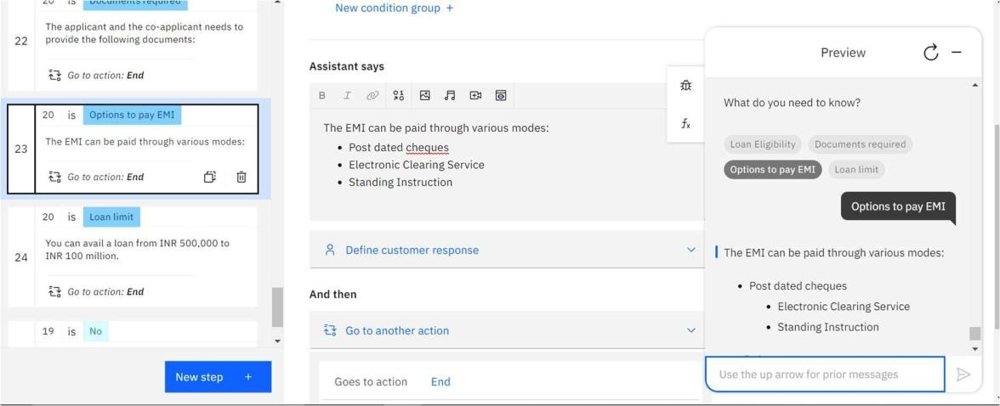 20 is Documents required
22
The applicant and the co-applicant needs to
provide the following documents:
Go to action: End
20 is Options to pay EMI
23
The EMI can be paid through various modes:
Go to action: End
20 is Loan limit
24
You can avail a loan from INR 500,000 to
INR 100 million.
Go to action: End
19 is No
New step +
New condition group +
Assistant says
B I
The EMI can be paid through various modes:
• Post dated cheques
• Electronic Clearing Service
• Standing Instruction
Define customer response
And then
Go to another action
Goes to action End
fx
Preview
What do you need to know?
Loan Eligibility Documents required
Options to pay EMI Loan limit
Options to pay EMI
The EMI can be paid through various modes:
• Post dated cheques
• Electronic Clearing Service
• Standing Instruction
Use the up arrow for prior messages